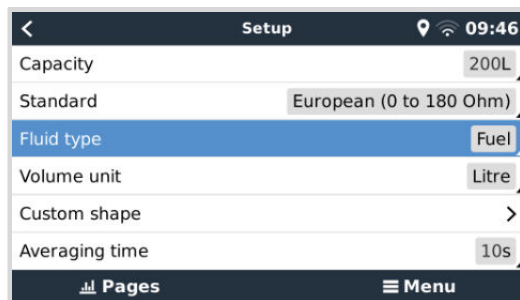 Setup 09:46
Capacity 200L
Standard European (0 to 180 Ohm)
Fluid type Fuel
Volume unit Litre
Custom shape
Averaging time 10s
Pages Menu